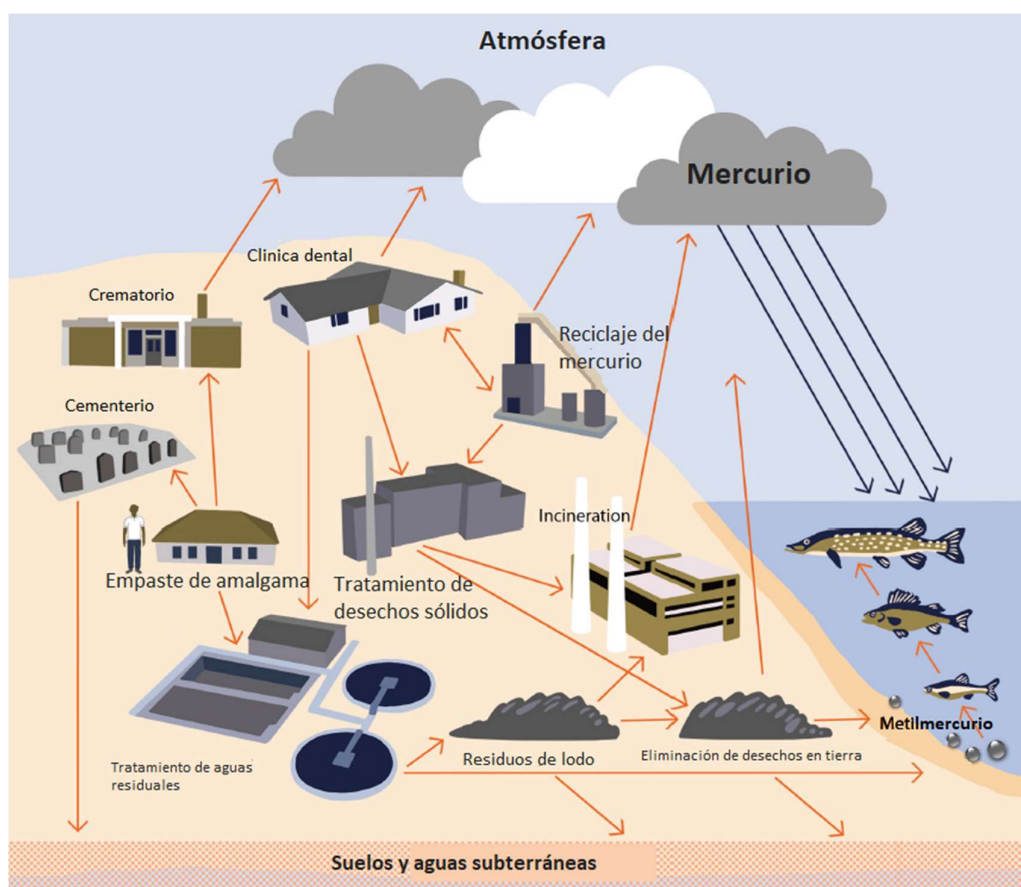 Atmósfera
Mercurio
Clinica dental
Crematorio
Reciclaje del
mercurio
Cementerio
Incineration
Empaste de amalgama
Tratamiento de
desechos sólidos
Metilmercurio
Residuos de lodo
Eliminación de desechos en tierra
Tratamiento de aguas
residuales
Suelos y aguas subterráneas